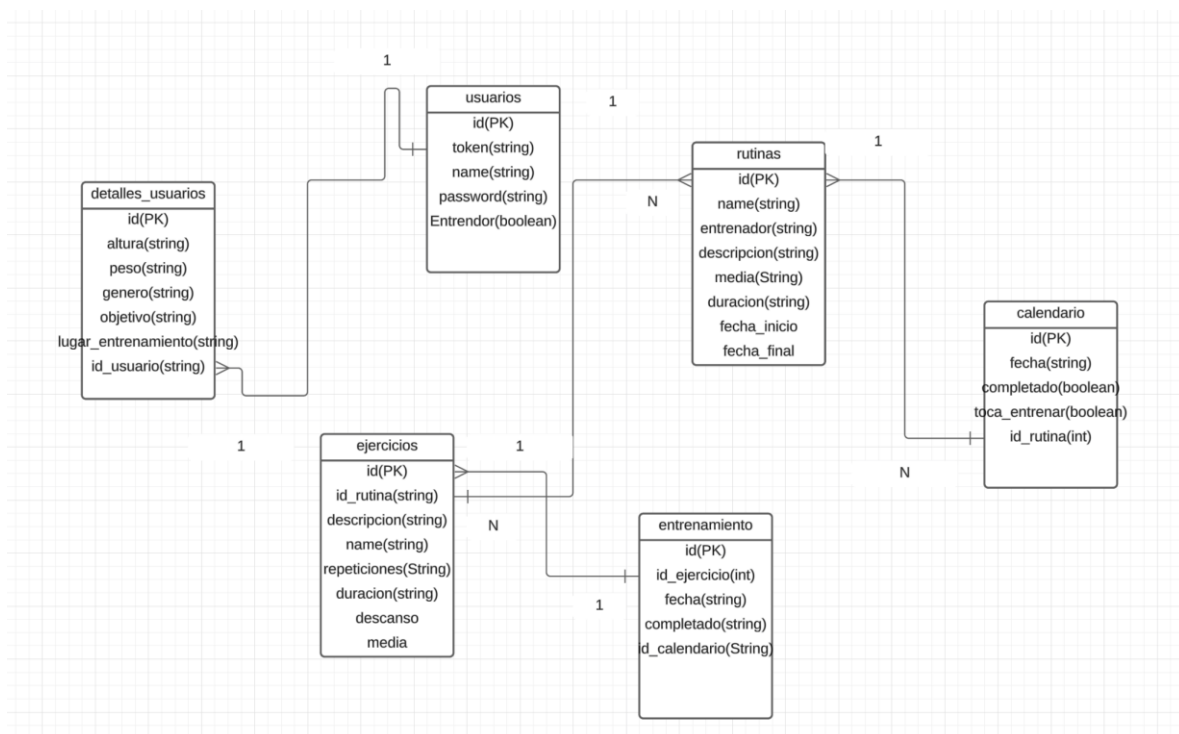 1
usuarios
id(PK)
token(string)
name(string)
password(string)
Entrendor(boolean)
1
detalles_usuarios
id(PK)
altura(string)
peso(string)
genero(string)
objetivo(string)
lugar_entrenamiento(string)
id_usuario(string)
1
N
rutinas
id(PK)
name(string)
entrenador(string)
descripcion(string)
media(String)
duracion(string)
fecha_inicio
fecha_final
1
calendario
id(PK)
fecha(string)
completado(boolean)
toca_entrenar(boolean)
id_rutina(int)
N
ejercicios
id(PK)
id_rutina(string)
descripcion(string)
name(string)
repeticiones(String)
duracion(string)
descanso
media
1
N
entrenamiento
id(PK)
id_ejercicio(int)
fecha(string)
completado(string)
id_calendario(String)
1